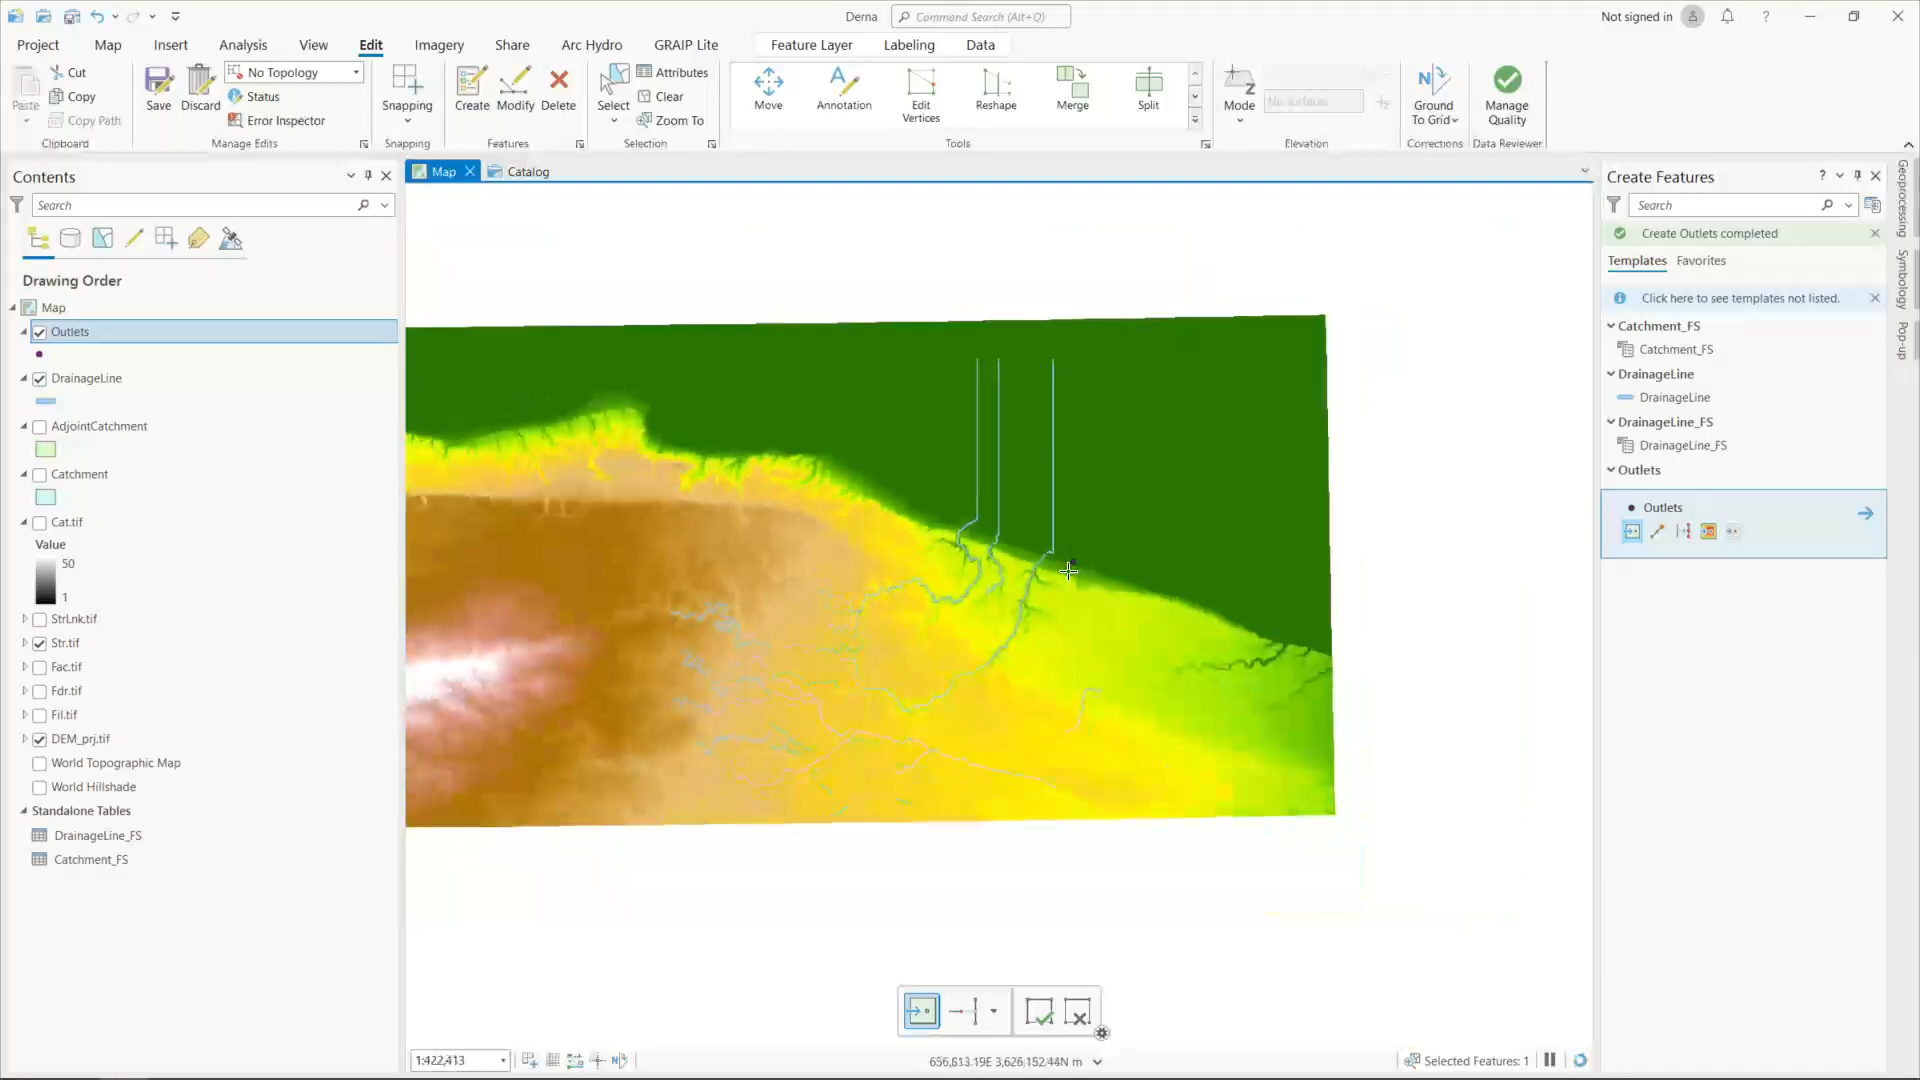 Derna
Command Search (Alt+Q)
Not signed in
Project
Map
Insert
Analysis
View
Edit
Imagery
Share
Arc Hydro
GRAIP Lite
Feature Layer
Labeling
Data
Paste
Cut
Copy
Copy Path
Clipboard
Save
Discard
No Topology
Status
Error Inspector
Manage Edits
Snapping
Snapping
Create
Modify
Delete
Features
Select
Attributes
Clear
Zoom To
Selection
Move
Annotation
Edit
Vertices
Reshape
Merge
Split
Tools
Mode
No surfaces
Elevation
Ground
To Grid
Corrections
Manage
Quality
Data Reviewer
Contents
Search
Drawing Order
Map
Outlets
DrainageLine
AdjointCatchment
Catchment
Cat.tif
Value
50
1
StrLnk.tif
Str.tif
Fac.tif
Fdr.tif
Fil.tif
DEM_prj.tif
World Topographic Map
World Hillshade
Standalone Tables
DrainageLine_FS
Catchment_FS
Map
Catalog
1:422,413
656,813.19E 3,626,152.44N m
Selected Features: 1
Create Features
Search
Create Outlets completed
Templates
Favorites
Click here to see templates not listed.
Catchment_FS
Catchment_FS
DrainageLine
DrainageLine
DrainageLine_FS
DrainageLine_FS
Outlets
Outlets
Geoprocessing
Symbology
Pop-up